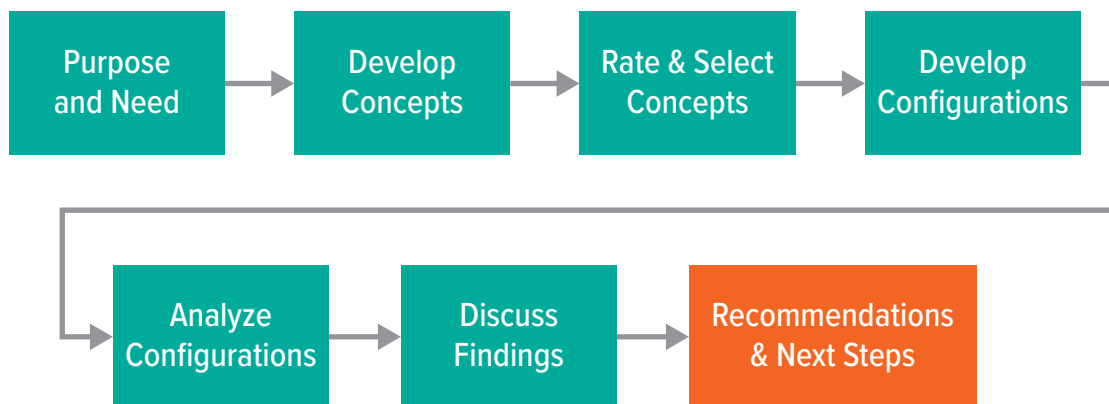 Purpose
and Need
Develop
Concepts
Rate & Select
Concepts
Develop
Configurations
Analyze
Configurations
Discuss
Findings
Recommendations
& Next Steps